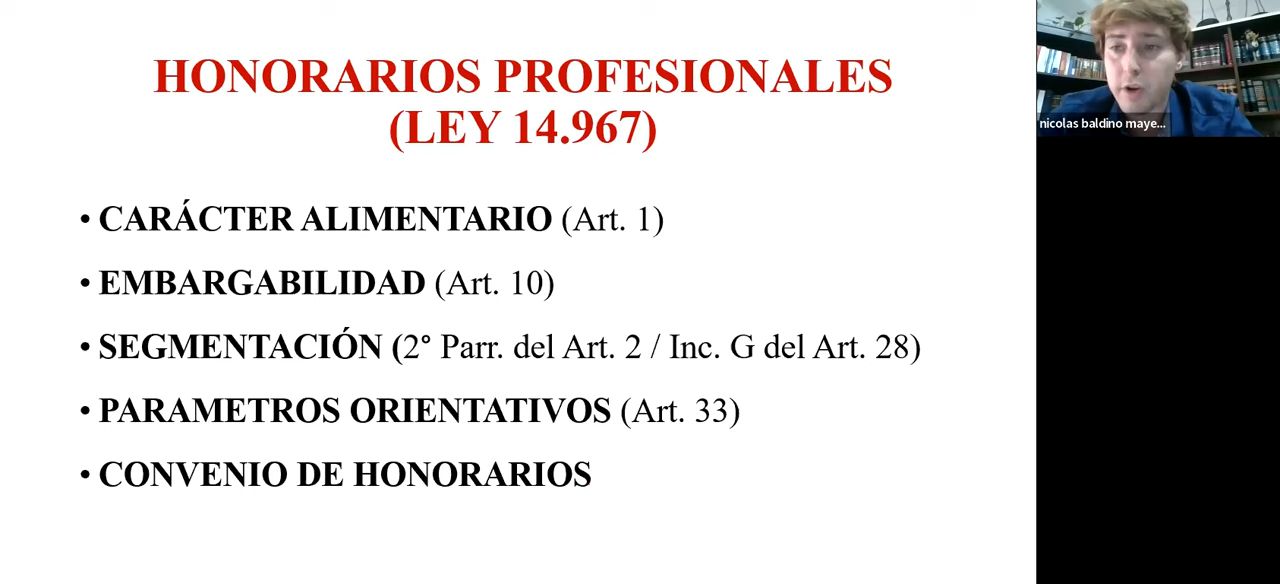 HONORARIOS PROFESIONALES
(LEY 14.967)
• CARÁCTER ALIMENTARIO (Art. 1)
• EMBARGABILIDAD (Art. 10)
• SEGMENTACIÓN (2° Parr. del Art. 2 / Inc. G del Art. 28)
• PARAMETROS ORIENTATIVOS (Art. 33)
• CONVENIO DE HONORARIOS
nicolas baldino maye...